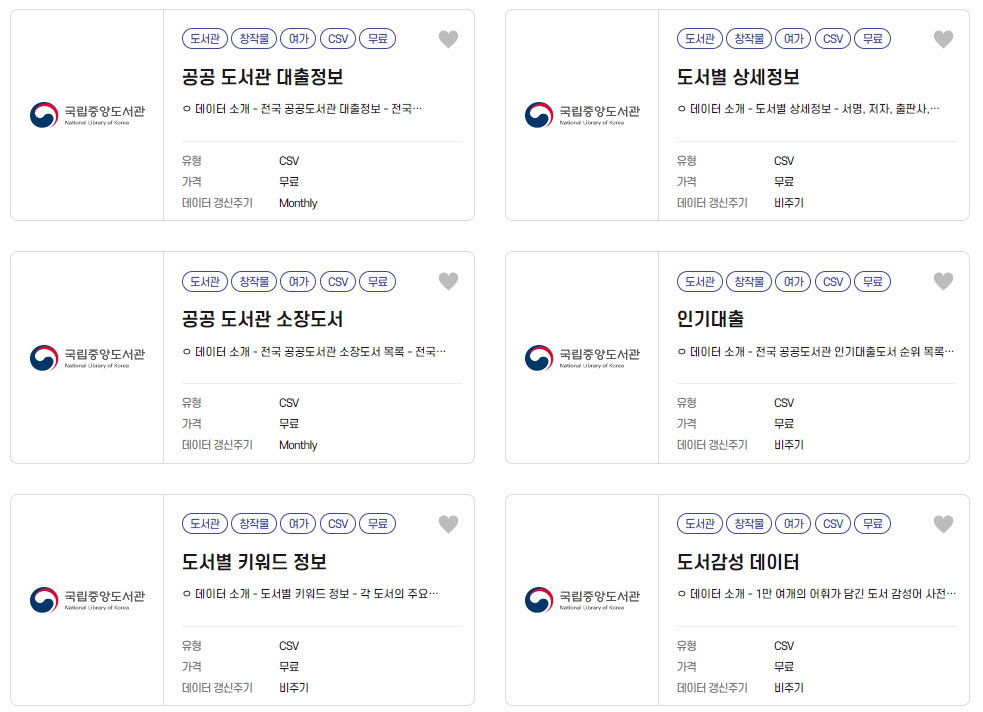 도서관 창작물 여가 CSV 무료
공공 도서관 대출정보
ㅇ 데이터 소개 - 전국 공공도서관 대출정보 - 전국…
국립중앙도서관
National Library of Korea
유형 CSV
가격 무료
데이터 갱신주기 Monthly
도서관 창작물 여가 CSV 무료
도서별 상세정보
ㅇ 데이터 소개 - 도서별 상세정보 - 서명, 저자, 출판사,…
국립중앙도서관
National Library of Korea
유형 CSV
가격 무료
데이터 갱신주기 비주기
도서관 창작물 여가 CSV 무료
공공 도서관 소장도서
ㅇ 데이터 소개 - 전국 공공도서관 소장도서 목록 - 전국…
국립중앙도서관
National Library of Korea
유형 CSV
가격 무료
데이터 갱신주기 Monthly
도서관 창작물 여가 CSV 무료
인기대출
ㅇ 데이터 소개 - 전국 공공도서관 인기대출도서 순위 목록…
국립중앙도서관
National Library of Korea
유형 CSV
가격 무료
데이터 갱신주기 비주기
도서관 창작물 여가 CSV 무료
도서별 키워드 정보
ㅇ 데이터 소개 - 도서별 키워드 정보 - 각 도서의 주요…
국립중앙도서관
National Library of Korea
유형 CSV
가격 무료
데이터 갱신주기 비주기
도서관 창작물 여가 CSV 무료
도서감성 데이터
ㅇ 데이터 소개 - 1만 여개의 어휘가 담긴 도서 감성어 사전…
국립중앙도서관
National Library of Korea
유형 CSV
가격 무료
데이터 갱신주기 비주기